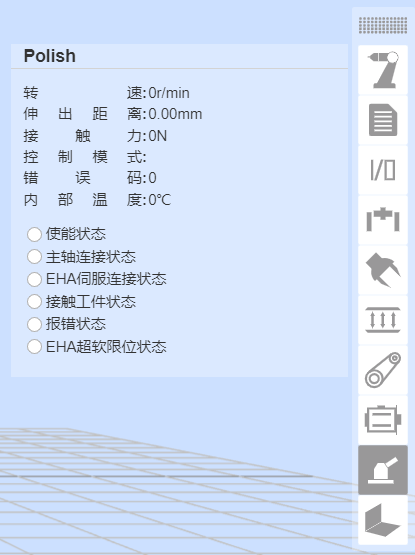 Polish
转速:0r/min
伸出距离:0.00mm
接触力:0N
控制模式:
错误码:0
内部温度:0℃
使能状态
主轴连接状态
EHA伺服连接状态
接触工件状态
报错状态
EHA超软限位状态
I/O